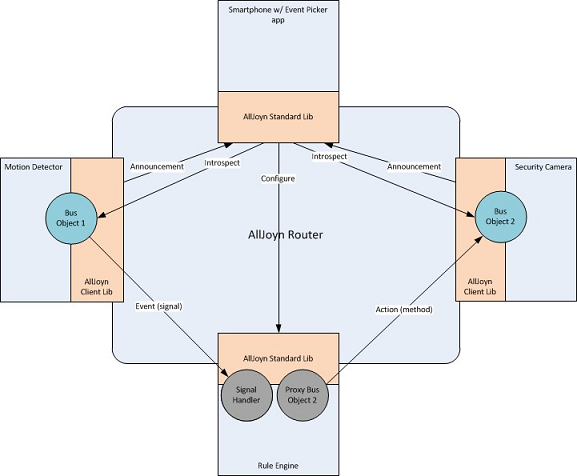 Smartphone w/ Event Picker
app
AllJoyn Standard Lib
Motion Detector
Announcement
Introspect
Introspect
Announcement
Security Camera
Configure
Bus
Object 1
Bus
Object 2
AllJoyn Router
AllJoyn
Client Lib
AllJoyn
Client Lib
Event (signal)
Action (method)
AllJoyn Standard Lib
Signal
Handler
Proxy Bus
Object 2
Rule Engine